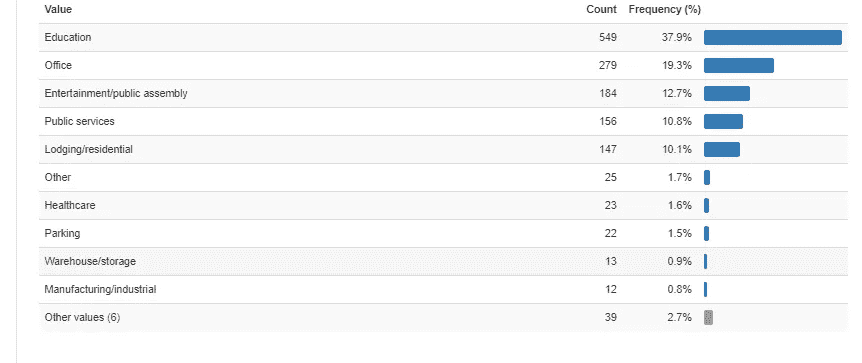 Value Count Frequency (%)
Education 549 37.9%
Office 279 19.3%
Entertainment/public assembly 184 12.7%
Public services 156 10.8%
Lodging/residential 147 10.1%
Other 25 1.7%
Healthcare 23 1.6%
Parking 22 1.5%
Warehouse/storage 13 0.9%
Manufacturing/industrial 12 0.8%
Other values (6) 39 2.7%